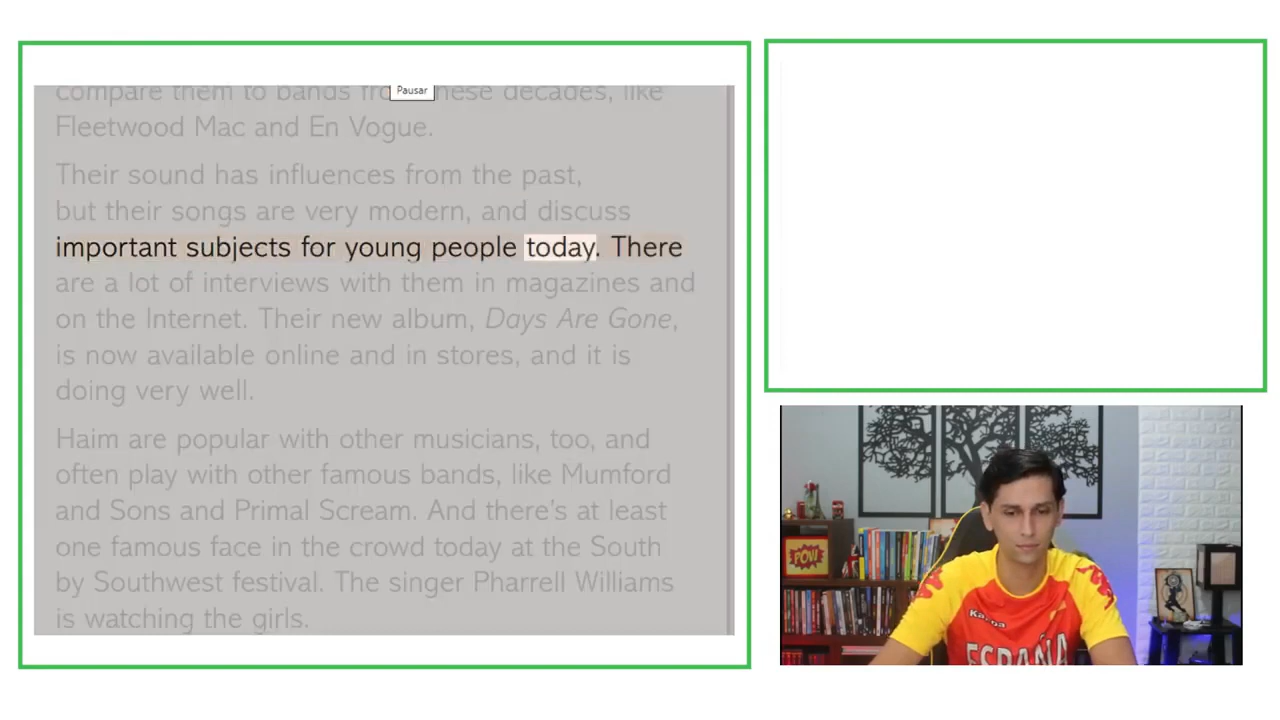 compare them to bands from these decades, like
Pausar
Fleetwood Mac and En Vogue.
Their sound has influences from the past,
but their songs are very modern, and discuss
important subjects for young people today. There
are a lot of interviews with them in magazines and
on the Internet. Their new album, Days Are Gone,
is now available online and in stores, and it is
doing very well.
Haim are popular with other musicians, too, and
often play with other famous bands, like Mumford
and Sons and Primal Scream. And there's at least
one famous face in the crowd today at the South
by Southwest festival. The singer Pharrell Williams
is watching the girls.
POW
Kappa
ESPAÑA